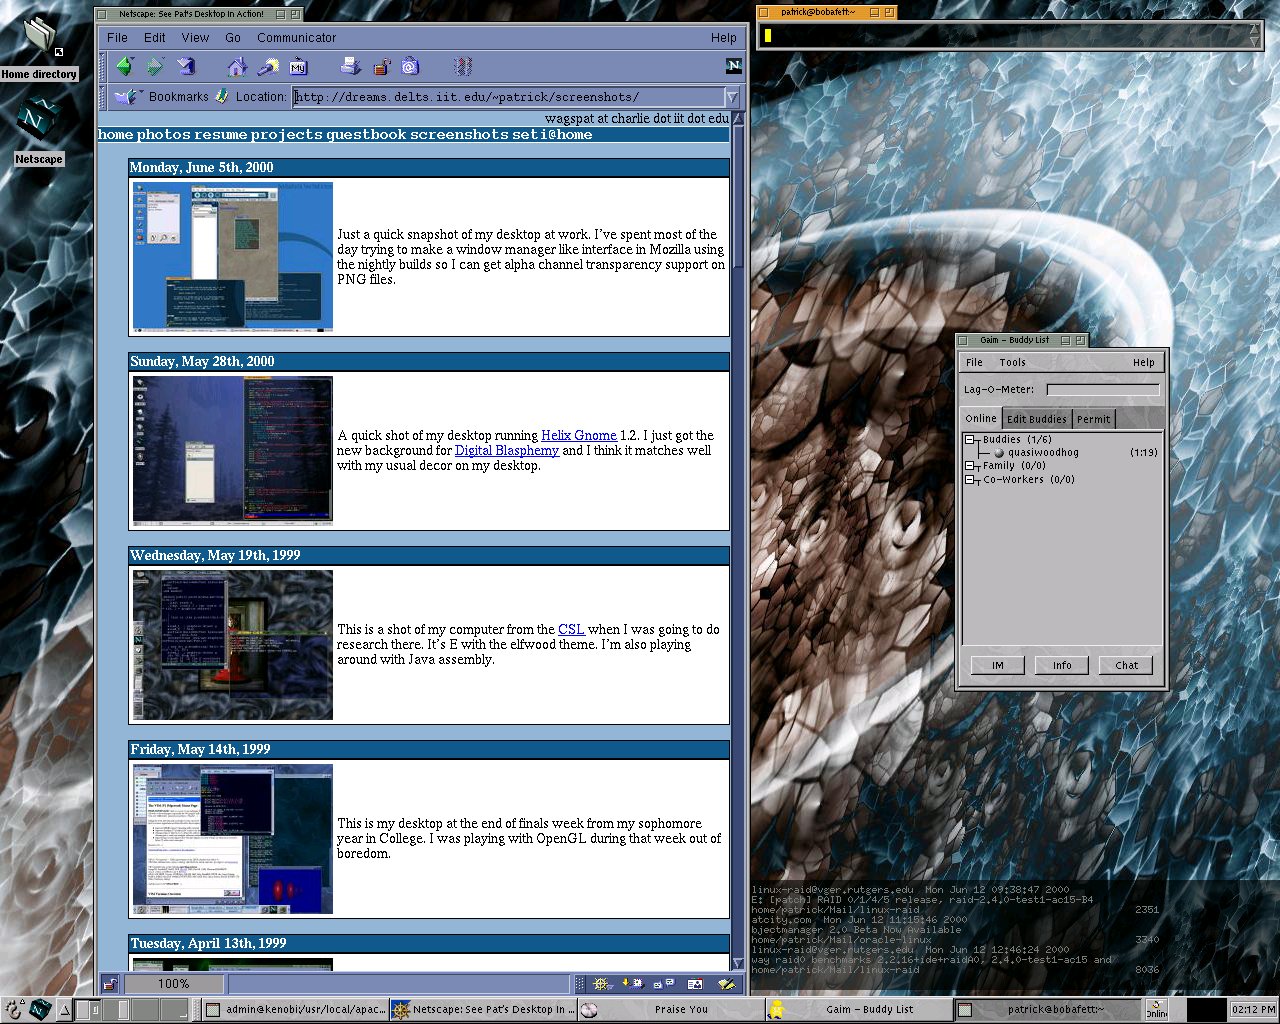 Home directory
Netscape
Netscape: See Pat's Desktop In Action!
File Edit View Go Communicator Help
My
N
Bookmarks Location: http://dreams.delts.iit.edu/~patrick/screenshots/
wagspat at charlie dot iit dot edu
home photos resume projects guestbook screenshots seti@home
Monday, June 5th, 2000
Just a quick snapshot of my desktop at work. I've spent most of the
day trying to make a window manager like interface in Mozilla using
the nightly builds so I can get alpha channel transparency support on
PNG files.
Sunday, May 28th, 2000
A quick shot of my desktop running Helix Gnome 1.2. I just got the
new background for Digital Blasphemy and I think it matches well
with my usual decor on my desktop.
Wednesday, May 19th, 1999
This is a shot of my computer from the CSL when I was going to do
research there. It's E with the elfwood theme. I'm also playing
around with Java assembly.
Friday, May 14th, 1999
This is my desktop at the end of finals week from my sophomore
year in College. I was playing with OpenGL during that week out of
boredom.
Tuesday, April 13th, 1999
100%
patrick@bobafett:~
Gaim - Buddy List
File Tools Help
Lag-O-Meter:
Online Edit Buddies Permit
Buddies (1/6)
quasiwoodhog (1:19)
Family (0/0)
Co-Workers (0/0)
IM Info Chat
linux-raid@vger.rutgers.edu Mon Jun 12 09:38:47 2000
E: [patch] RAID 0/1/4/5 release, raid-2.4.0-test1-ac15-B4
home/patrick/Mail/linux-raid 2351
atcity.com Mon Jun 12 11:15:46 2000
bjectmanager 2.0 Beta Now Available
home/patrick/Mail/oracle-linux 3340
linux-raid@vger.rutgers.edu Mon Jun 12 12:46:24 2000
way raid0 benchmarks 2.2.16+ide+raidA0, 2.4.0-test1-ac15 and
home/patrick/Mail/linux-raid 8036
admin@kenobi:/usr/local/apac... Netscape: See Pat's Desktop In ... Praise You Gaim - Buddy List patrick@bobafett:~ Online 02:12 PM